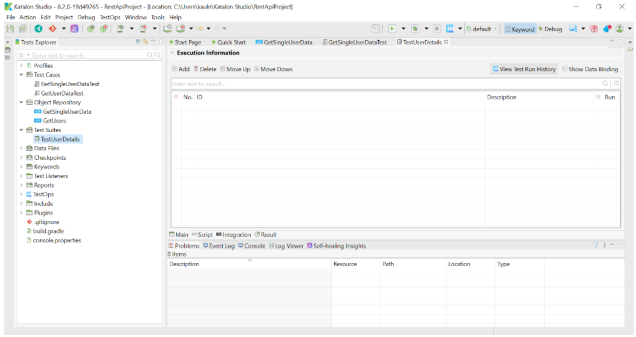 Katalon Studio - 8.2.0 - [Location: C:\Users\Katalon Studio\RestApiProject]
File Action Edit Project Debug TestOps Window Tools Help
default Keyword Debug
Tests Explorer
Start Page Quick Start GetSingleUserData GetSingleUserDataTest TestUserDetails
Execution Information
Enter text to search...
Add Delete Move Up Move Down View Test Run History Show Data Binding
Profiles
Test Cases
GetSingleUserDataTest
GetUserDataTest
Object Repository
GetSingleUserData
GetUsers
Test Suites
TestUserDetails
Data Files
Checkpoints
Keywords
Test Listeners
Reports
TestOps
Include
Plugins
.gitignore
build.gradle
console.properties
Enter text to search...
No. ID Description Run
Main Script Integration Result
Problems Event Log Console Log Viewer Self-healing Insights
0 items
Description Resource Path Location Type